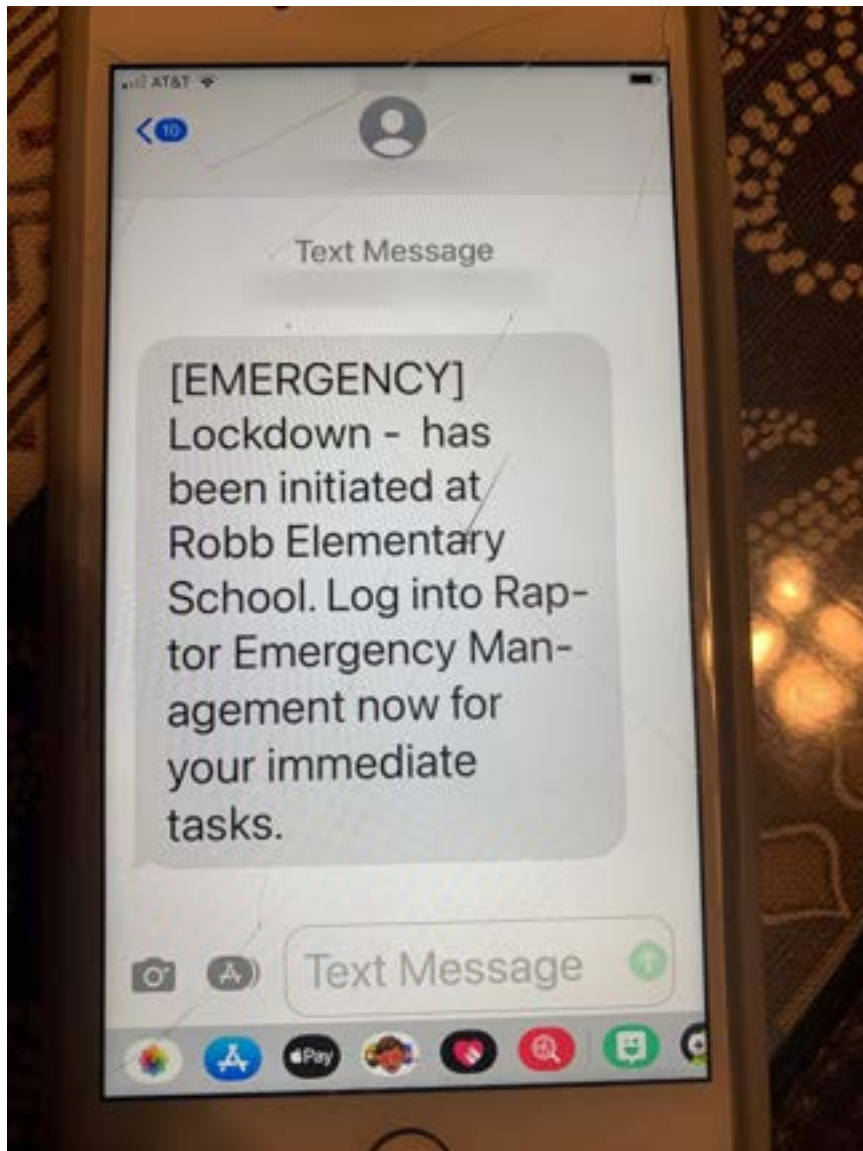 AT&T
10
Text Message
[EMERGENCY]
Lockdown - has
been initiated at
Robb Elementary
School. Log into Rap-
tor Emergency Man-
agement now for
your immediate
tasks.
Text Message
Pay